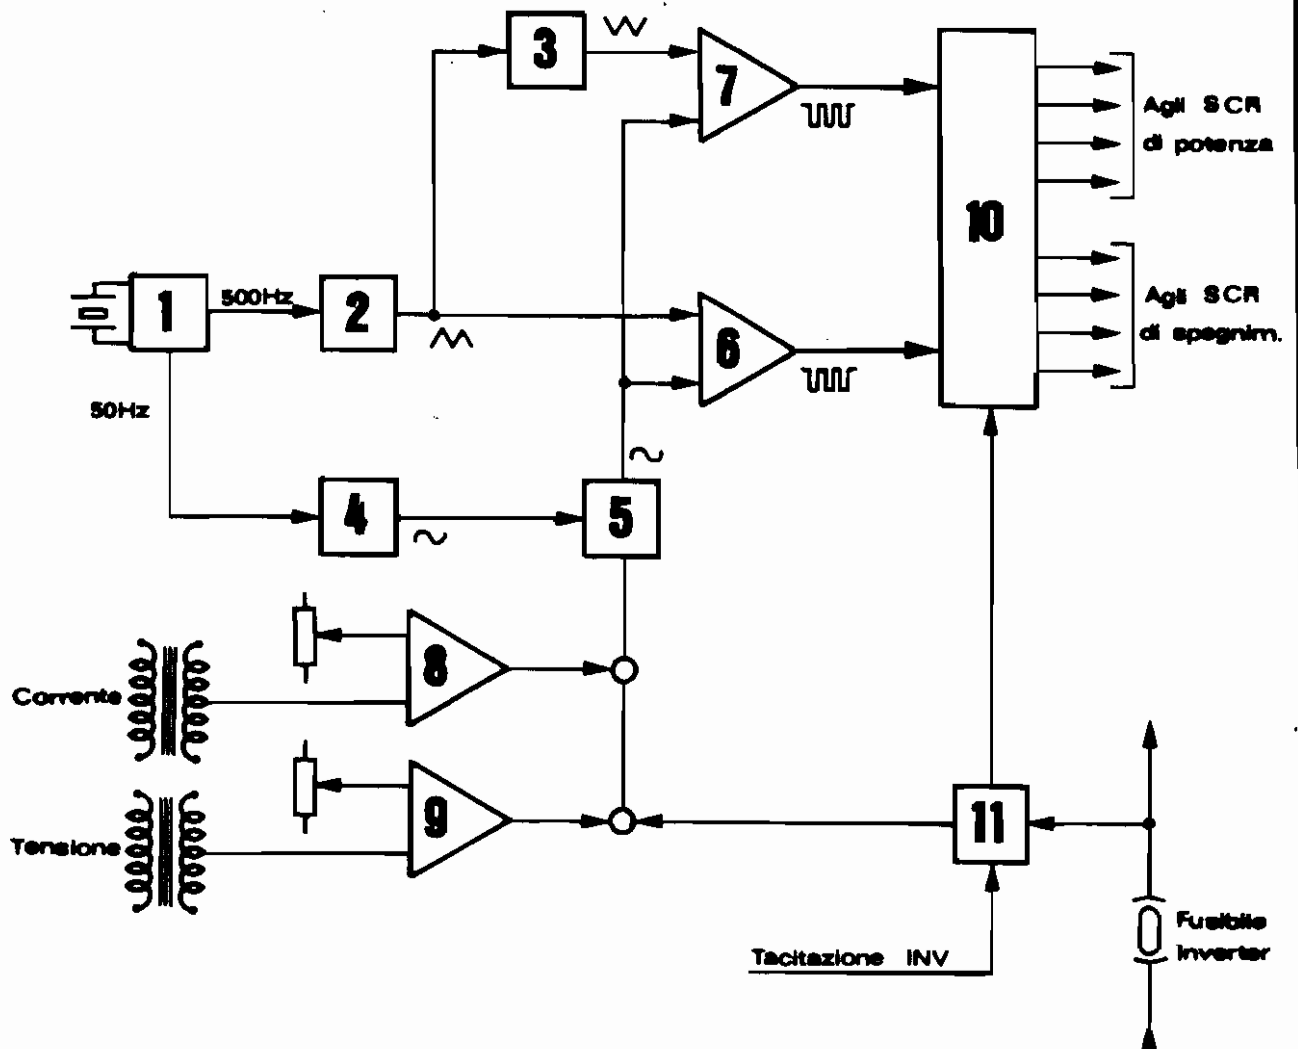 3
7
Agli SCR
di potenza
10
1
500Hz
2
6
Agli SCR
di spegnim.
50Hz
4
5
8
Corrente
9
11
Tensione
Fusibile
Inverter
Tacitazione INV